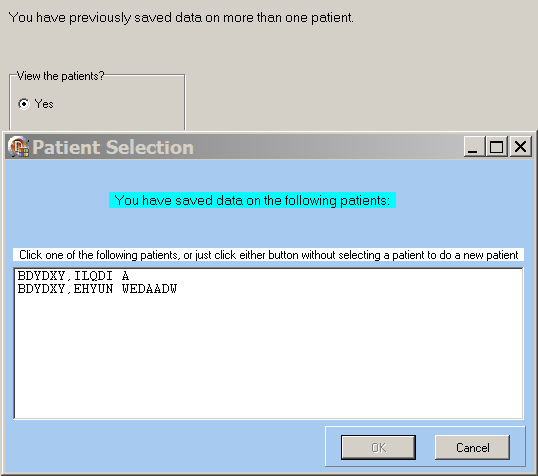 You have previously saved data on more than one patient.
View the patients?
Yes
Patient Selection
You have saved data on the following patients:
Click one of the following patients, or just click either button without selecting a patient to do a new patient
BDYDXY,ILQDI A
BDYDXY,EHYUN WEDAADW
OK
Cancel